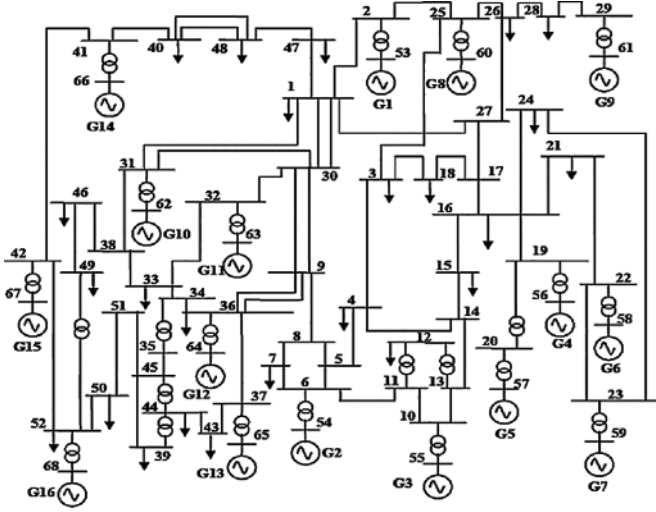 2 25 26 28 29
41 40 48 47
53 60 61
66 G1 G8 G9
G14 1 27 24
31 30 21
32 3 18 17
46 62 16
38 G10 63
42 G11 9 15 19
49 33 22
67 51 34 36 4 14 56 58
G15 35 64 8 12 20 G4 G6
45 G12 7 5 11 13 57
50 6 23
44 37 10
52 43 54 G5
39 65 59
68 G13 G2 55
G16 G3 G7